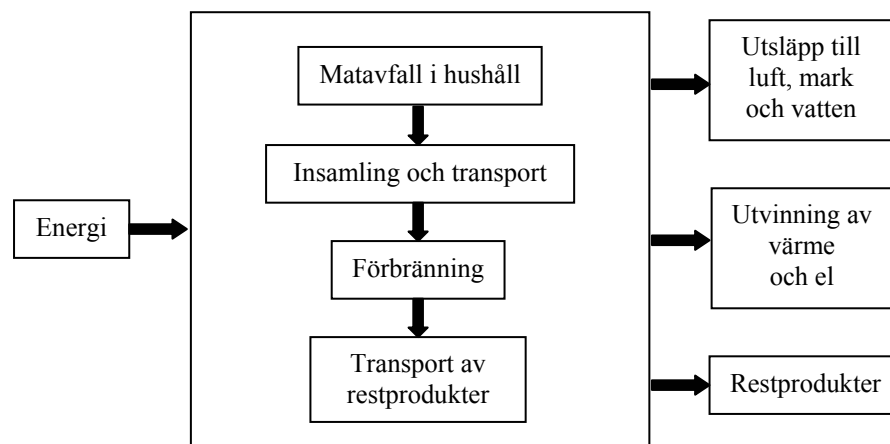 Energi
Matavfall i hushåll
Insamling och transport
Förbränning
Transport av
restprodukter
Utsläpp till
luft, mark
och vatten
Utvinning av
värme
och el
Restprodukter